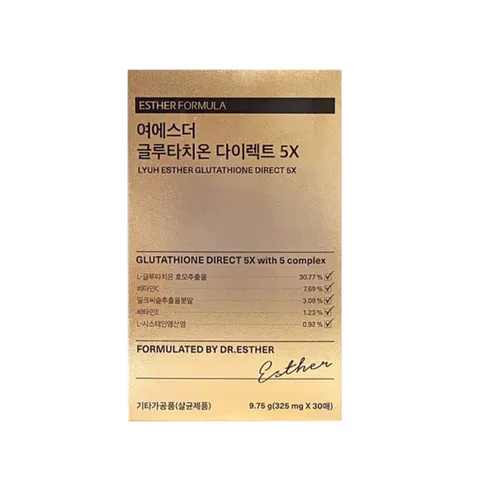 ESTHER FORMULA
여에스더
글루타치온 다이렉트 5X
LYUH ESTHER GLUTATHIONE DIRECT 5X
GLUTATHIONE DIRECT 5X with 5 complex
L-글루타치온 효모추출물 30.77 %
비타민C 7.69 %
밀크씨슬추출물분말 3.08 %
비타민E 1.23 %
L-시스테인염산염 0.92 %
FORMULATED BY DR.ESTHER
Esther
기타가공품(살균제품) 9.75 g(325 mg X 30매)